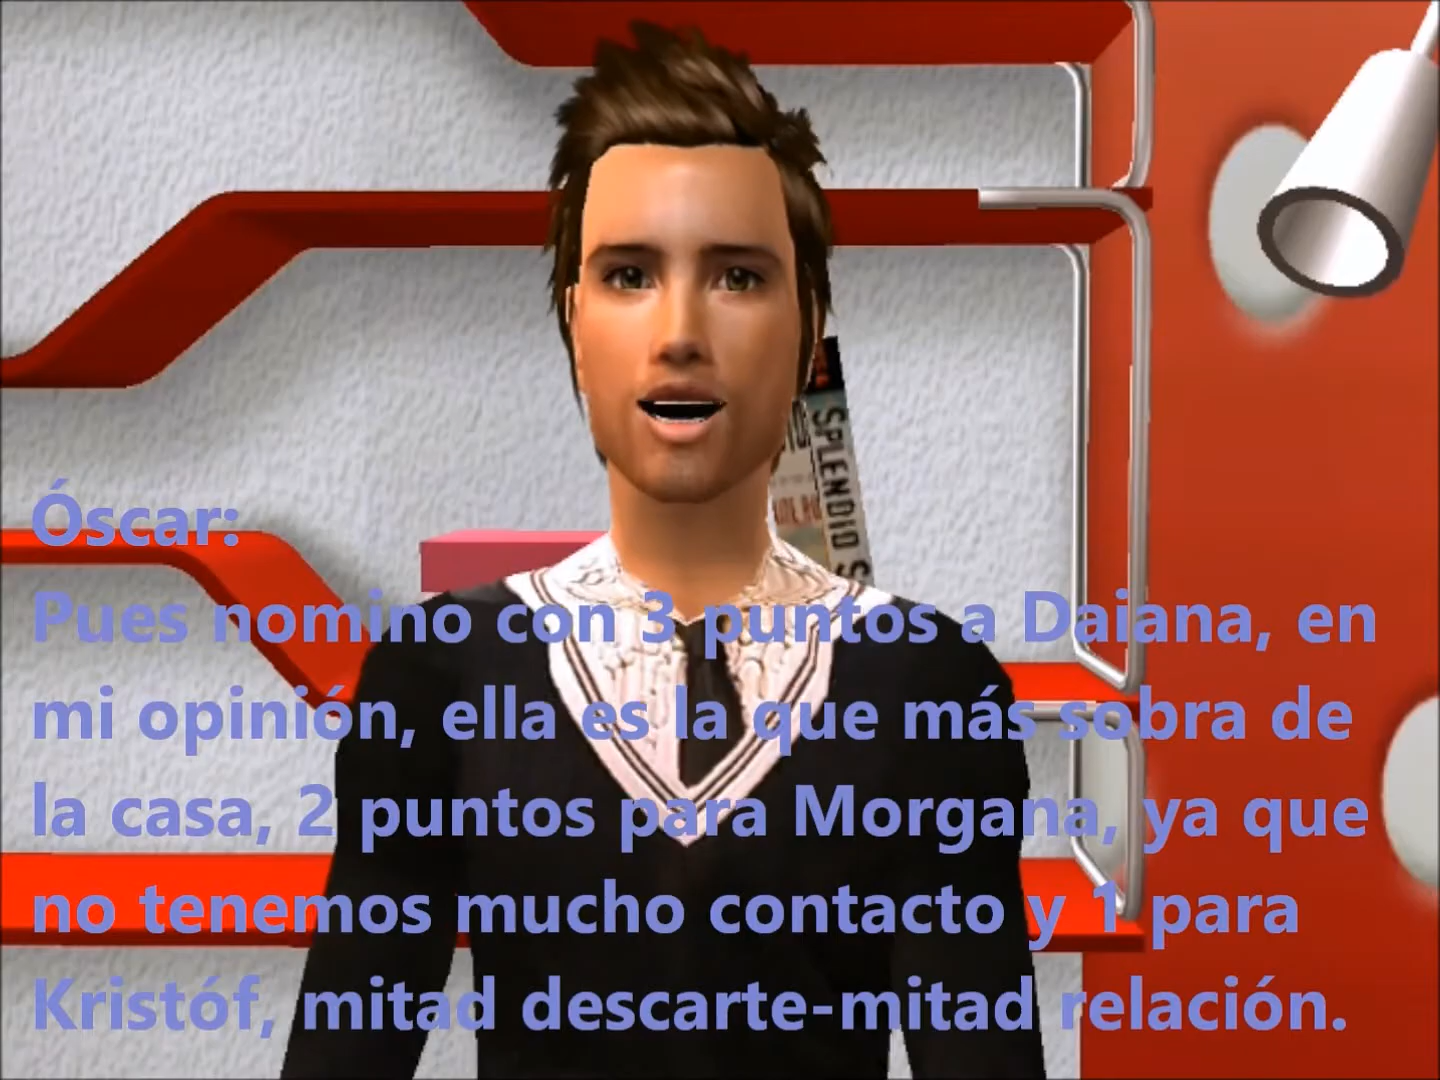 SPLENDID S
Óscar:
Pues nomino con 3 puntos a Daiana, en
mi opinión, ella es la que más sobra de
la casa, 2 puntos para Morgana, ya que
no tenemos mucho contacto y 1 para
Kristóf, mitad descarte-mitad relación.